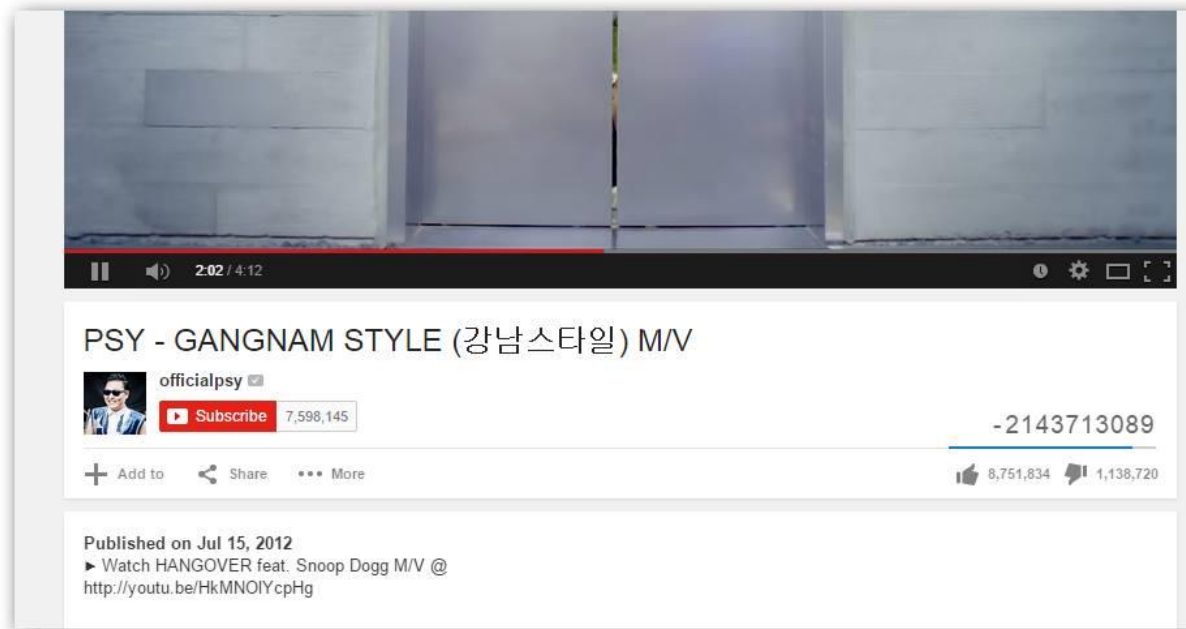 2:02 / 4:12
PSY - GANGNAM STYLE (강남스타일) M/V
officialpsy
Subscribe 7,598,145
-2143713089
Add to Share More 8,751,834 1,138,720
Published on Jul 15, 2012
► Watch HANGOVER feat. Snoop Dogg M/V @
http://youtu.be/HkMNOIYcpHg